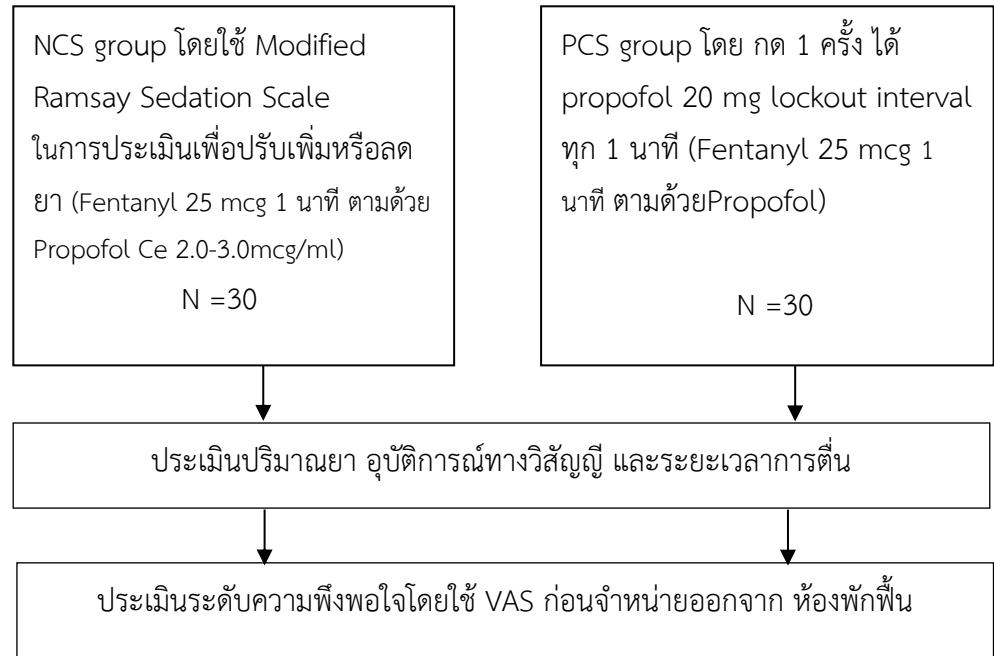 NCS group โดยใช้ Modified
Ramsay Sedation Scale
ในการประเมินเพื่อปรับเพิ่มหรือลด
ยา (Fentanyl 25 mcg 1 นาที ตามด้วย
Propofol Ce 2.0-3.0mcg/ml)
N =30
PCS group โดย กด 1 ครั้ง ได้
propofol 20 mg lockout interval
ทุก 1 นาที (Fentanyl 25 mcg 1
นาที ตามด้วยPropofol)
N =30
ประเมินปริมาณยา อุบัติการณ์ทางวิสัญญี และระยะเวลาการตื่น
ประเมินระดับความพึงพอใจโดยใช้ VAS ก่อนจำหน่ายออกจาก ห้องพักฟื้น